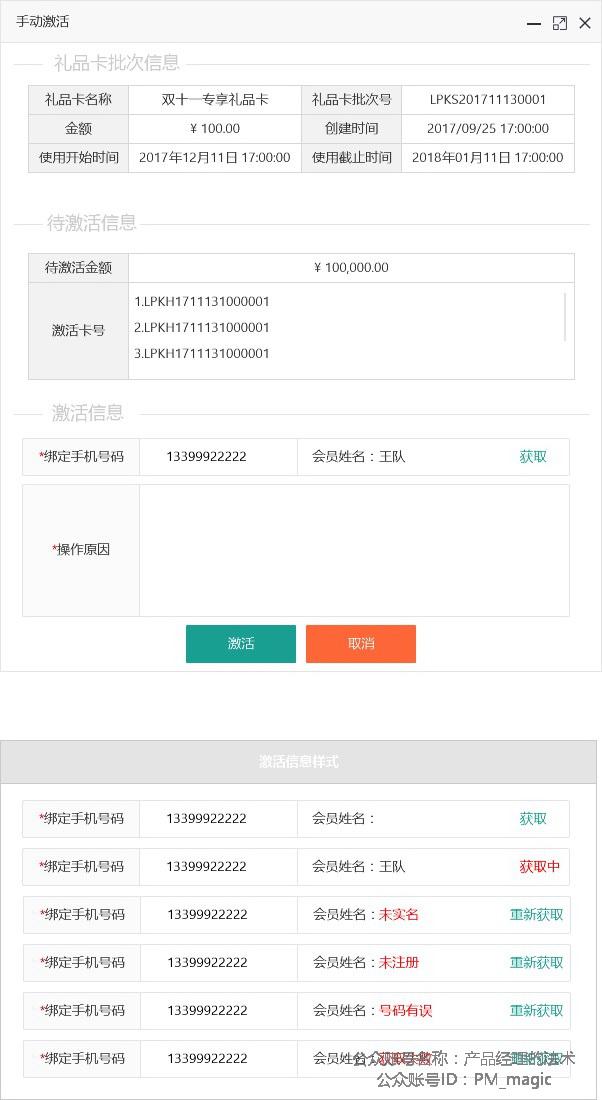 手动激活
礼品卡批次信息
礼品卡名称 双十一专享礼品卡 礼品卡批次号 LPKS201711130001
金额 ¥ 100.00 创建时间 2017/09/25 17:00:00
使用开始时间 2017年12月11日 17:00:00 使用截止时间 2018年01月11日 17:00:00
待激活信息
待激活金额 ¥ 100,000.00
激活卡号
1.LPKH1711131000001
2.LPKH1711131000001
3.LPKH1711131000001
激活信息
*绑定手机号码 13399922222 会员姓名：王队 获取
*操作原因
激活 取消
激活信息样式
*绑定手机号码 13399922222 会员姓名： 获取
*绑定手机号码 13399922222 会员姓名：王队 获取中
*绑定手机号码 13399922222 会员姓名：未实名 重新获取
*绑定手机号码 13399922222 会员姓名：未注册 重新获取
*绑定手机号码 13399922222 会员姓名：号码有误 重新获取
*绑定手机号码 13399922222 会员姓名： 重新获取
公众账号名称：产品经理的法术
公众账号ID：PM_magic